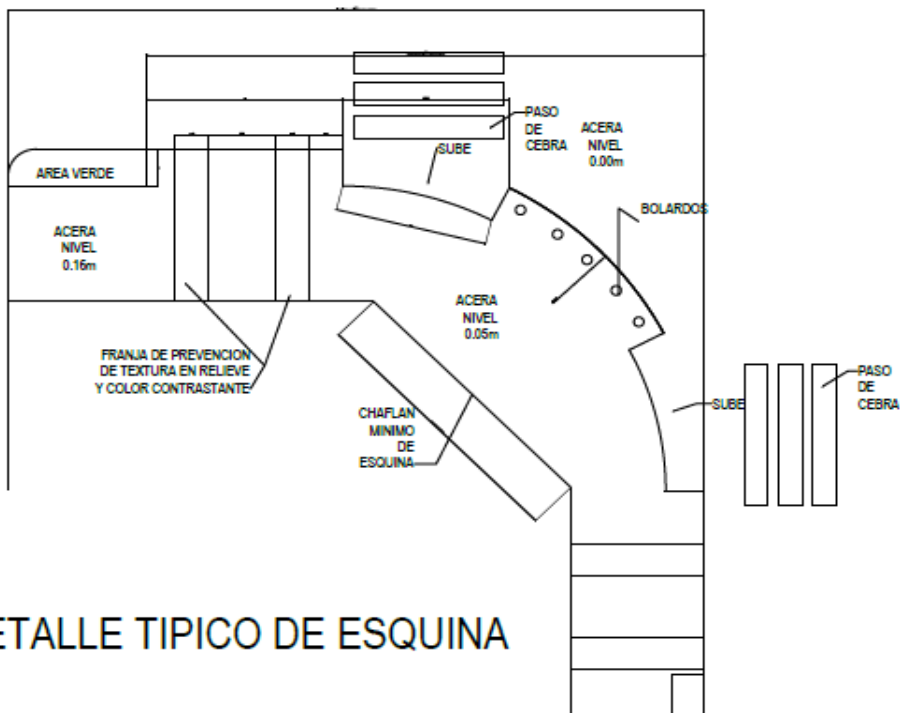 PASO
DE
CEBRA
ACERA
NIVEL
0.00m
SUBE
AREA VERDE
BOLARDOS
ACERA
NIVEL
0.16m
ACERA
NIVEL
0.05m
FRANJA DE PREVENCION
DE TEXTURA EN RELIEVE
Y COLOR CONTRASTANTE
PASO
DE
CEBRA
SUBE
CHAFLAN
MINIMO
DE
ESQUINA
ETALLE TIPICO DE ESQUINA